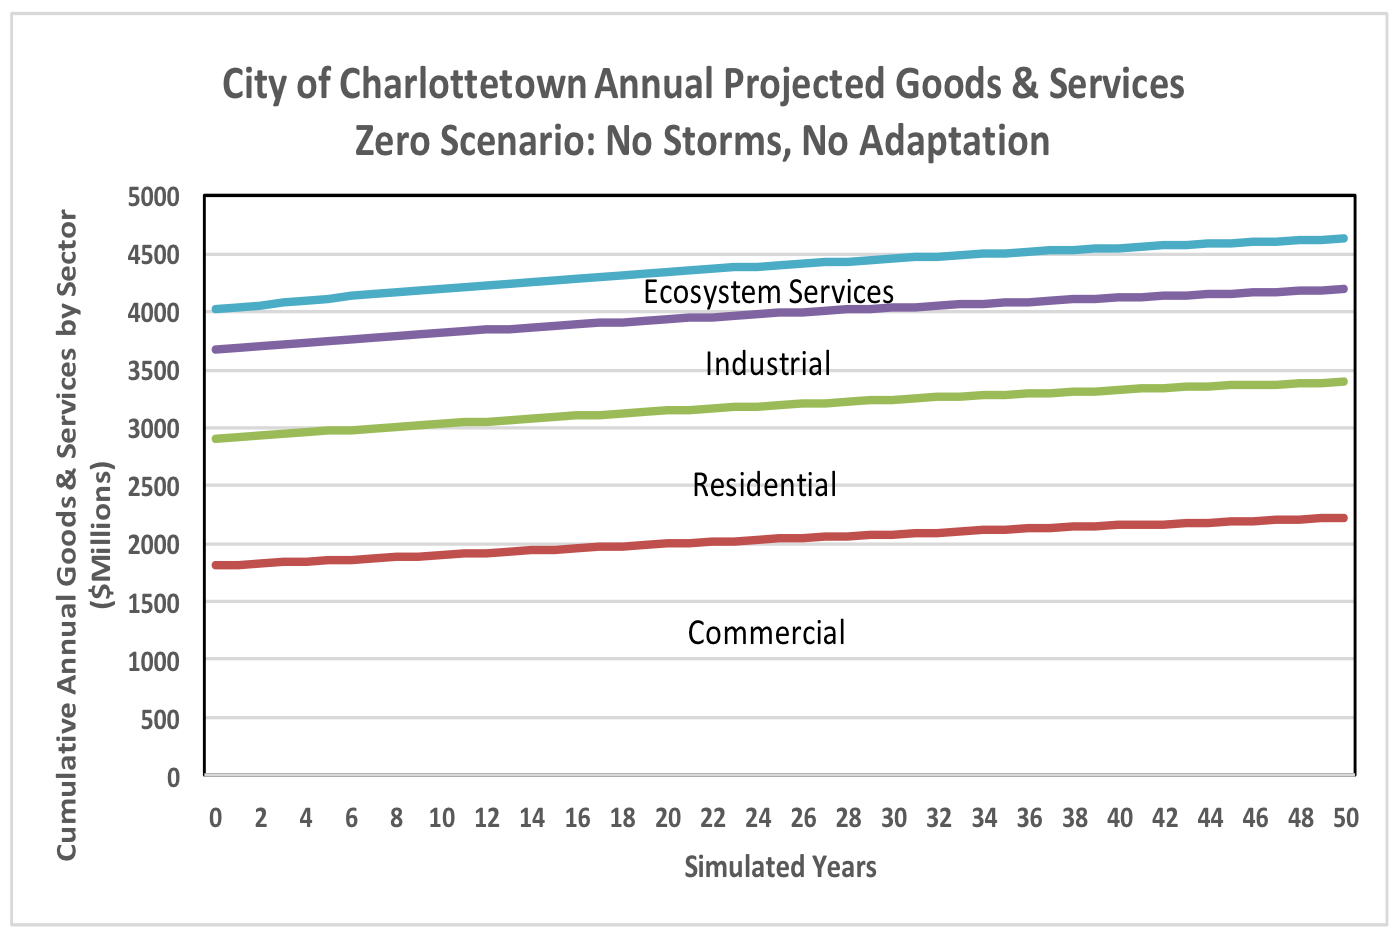 City of Charlottetown Annual Projected Goods & Services
Zero Scenario: No Storms, No Adaptation
Cumulative Annual Goods & Services by Sector
($Millions)
5000
4500
4000
3500
3000
2500
2000
1500
1000
500
0
Ecosystem Services
Industrial
Residential
Commercial
0 2 4 6 8 10 12 14 16 18 20 22 24 26 28 30 32 34 36 38 40 42 44 46 48 50
Simulated Years